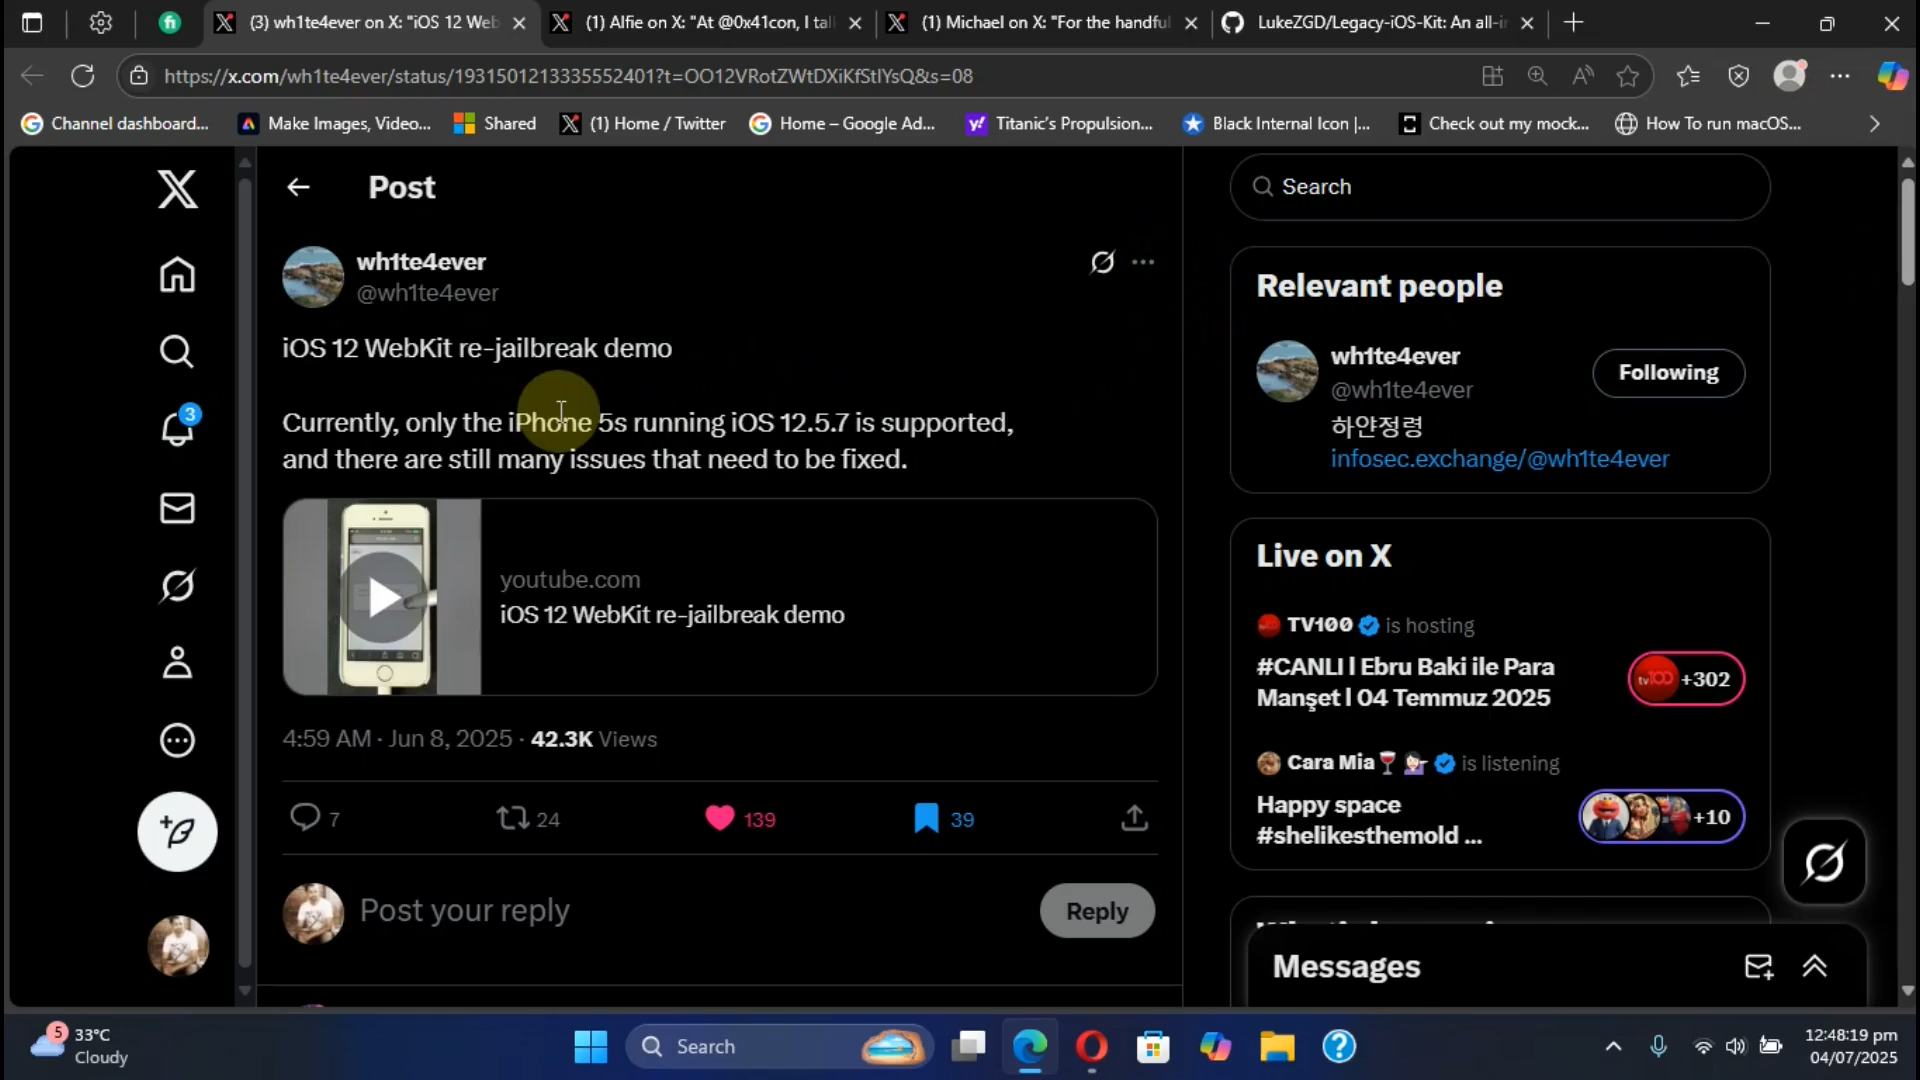 (3) wh1te4ever on X: "iOS 12 Web
(1) Alfie on X: "At @0x41con, I tal
(1) Michael on X: "For the handful
LukeZGD/Legacy-iOS-Kit: An all-i
https://x.com/wh1te4ever/status/1931501213335552401?t=OO12VRotZWtDXiKfStlYsQ&s=08
Channel dashboard...
Make Images, Video...
Shared
(1) Home / Twitter
Home – Google Ad...
Titanic's Propulsion...
Black Internal Icon |...
Check out my mock...
How To run macOS...
Post
wh1te4ever
@wh1te4ever
iOS 12 WebKit re-jailbreak demo
Currently, only the iPhone 5s running iOS 12.5.7 is supported,
and there are still many issues that need to be fixed.
youtube.com
iOS 12 WebKit re-jailbreak demo
4:59 AM · Jun 8, 2025 · 42.3K Views
7
24
139
39
Post your reply
Reply
3
Search
Relevant people
wh1te4ever
@wh1te4ever
Following
하얀정령
infosec.exchange/@wh1te4ever
Live on X
TV100 is hosting
#CANLI l Ebru Baki ile Para
Manşet l 04 Temmuz 2025
tv100
+302
Cara Mia🍷💁🏻‍♀️ is listening
Happy space
#shelikesthemold ...
+10
Messages
5
33°C
Cloudy
Search
12:48:19 pm
04/07/2025